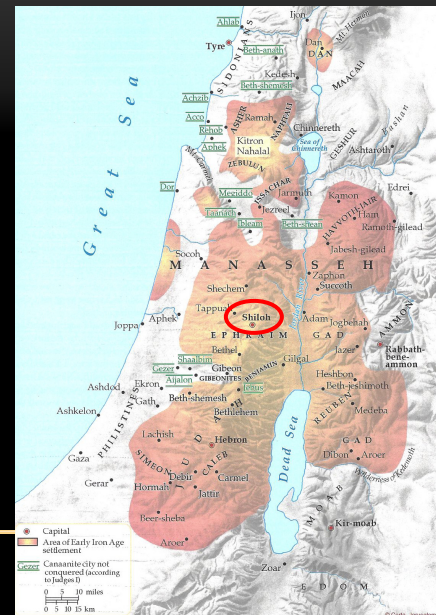 Ahlab
Ijon
Tyre
Mt. Hermon
Beth-anath
Dan
DAN
SIDONIANS
Kedesh
MAACAH
Beth-shemesh
Achzib
Acco
Ramah
ASHER
NAPHTALI
Rehob
Chinnereth
Aphek
Kitron
Nahalal
Sea of
Chinnereth
GESHUR
Bashan
Ashtaroth
Mt. Carmel
ZEBULUN
Great Sea
Dor
ISSACHAR
Megiddo
Jarmuth
Kamon
Edrei
Taanach
Jezreel
HAVVOTH-JAIR
Ham
Ibleam
Beth-shean
Ramoth-gilead
Jabesh-gilead
Socoh
MANASSEH
Zaphon
Shechem
Succoth
Tappuah
Shiloh
Adam
Jogbehah
AMMON
Joppa
Aphek
EPHRAIM
GAD
Bethel
Jazer
Rabbath-
bene-
ammon
Shaalbim
Gilgal
Gezer
Gibeon
BENJAMIN
Aijalon
GIBEONITES
Heshbon
Ashdod
Ekron
Beth-jeshimoth
Beth-shemesh
Jebus
Gath
REUBEN
Ashkelon
Bethlehem
Medeba
PHILISTINES
JUDAH
Lachish
Hebron
GAD
Gaza
SIMEON
CALEB
Dead Sea
Dibon
Aroer
Debir
Carmel
Wilderness of Kedemoth
Gerar
Hormah
Jattir
MOAB
Beer-sheba
Kir-moab
Aroer
Zoar
EDOM
Capital
Area of Early Iron Age
settlement
Gezer
Canaanite city not
conquered (according
to Judges 1)
0 5 10 miles
0 5 10 15 km